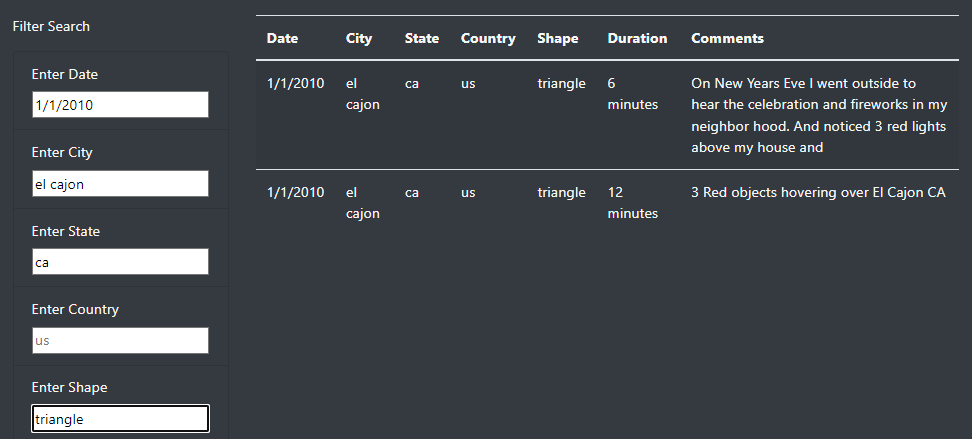 Filter Search
Enter Date
1/1/2010
Enter City
el cajon
Enter State
ca
Enter Country
us
Enter Shape
triangle
Date City State Country Shape Duration Comments
1/1/2010 el ca us triangle 6 On New Years Eve I went outside to
cajon minutes hear the celebration and fireworks in my
neighbor hood. And noticed 3 red lights
above my house and
1/1/2010 el ca us triangle 12 3 Red objects hovering over El Cajon CA
cajon minutes